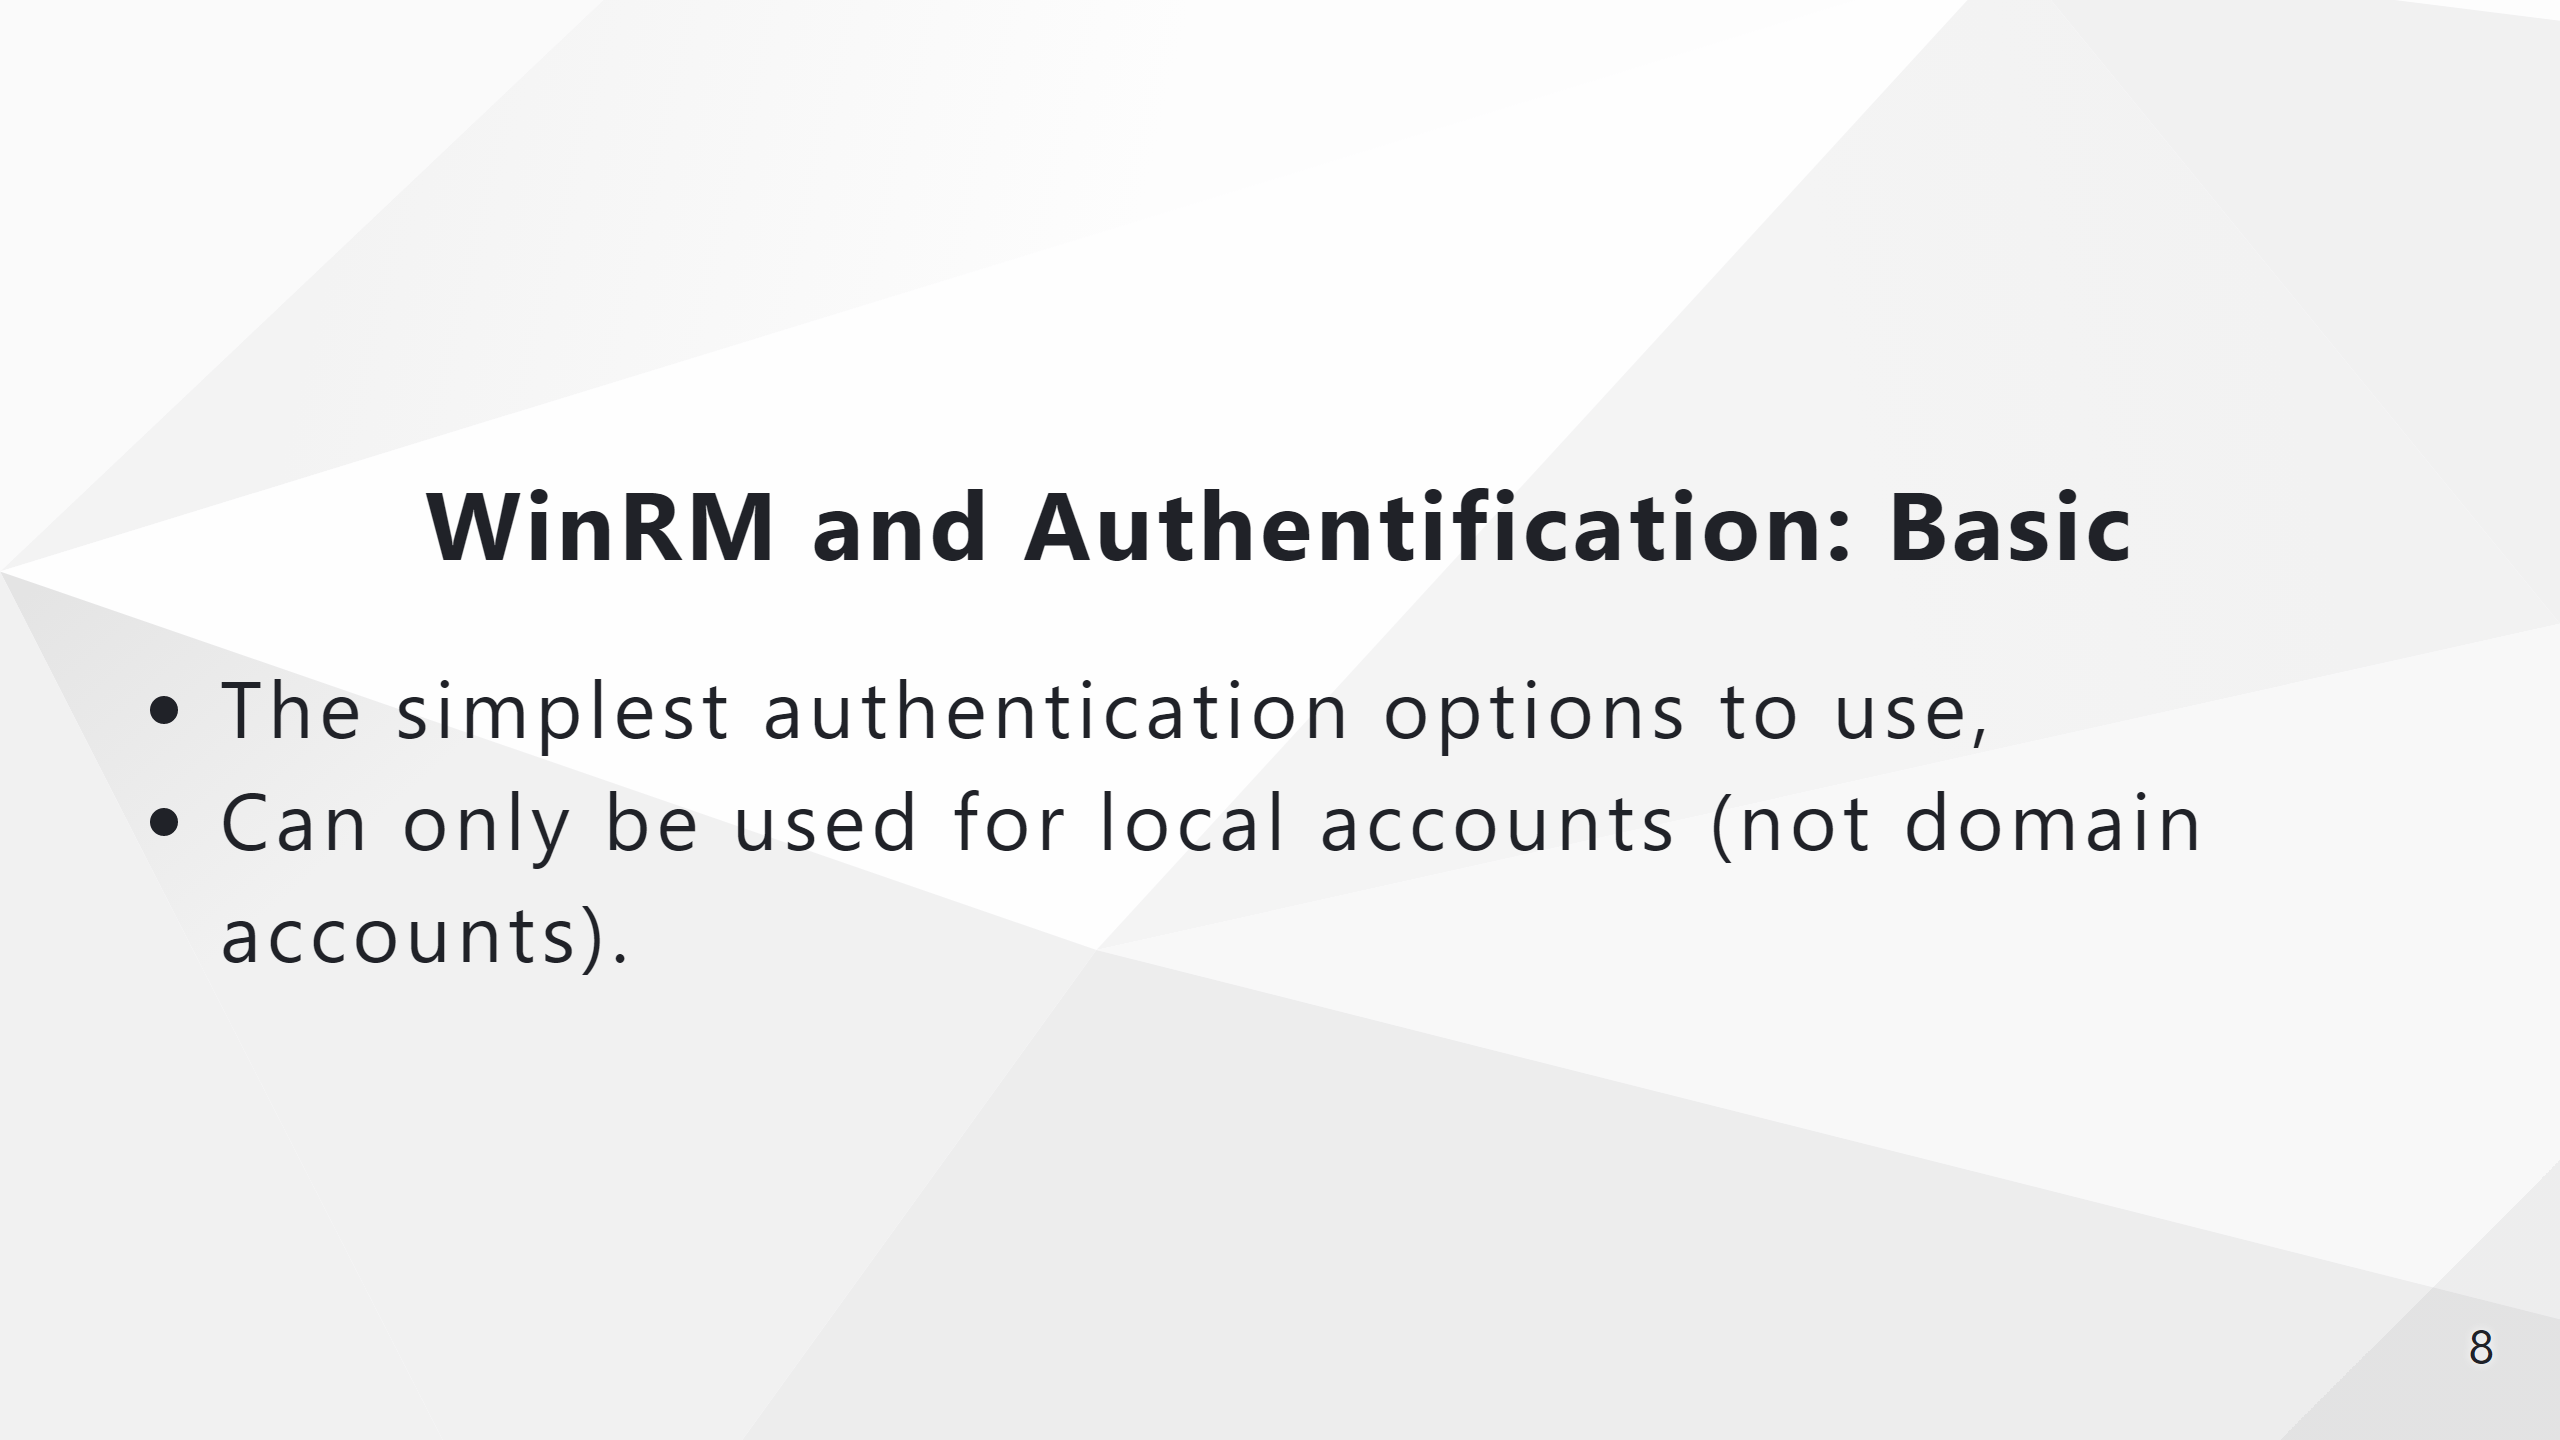 WinRM and Authentification: Basic
• The simplest authentication options to use,
• Can only be used for local accounts (not domain
accounts).
8